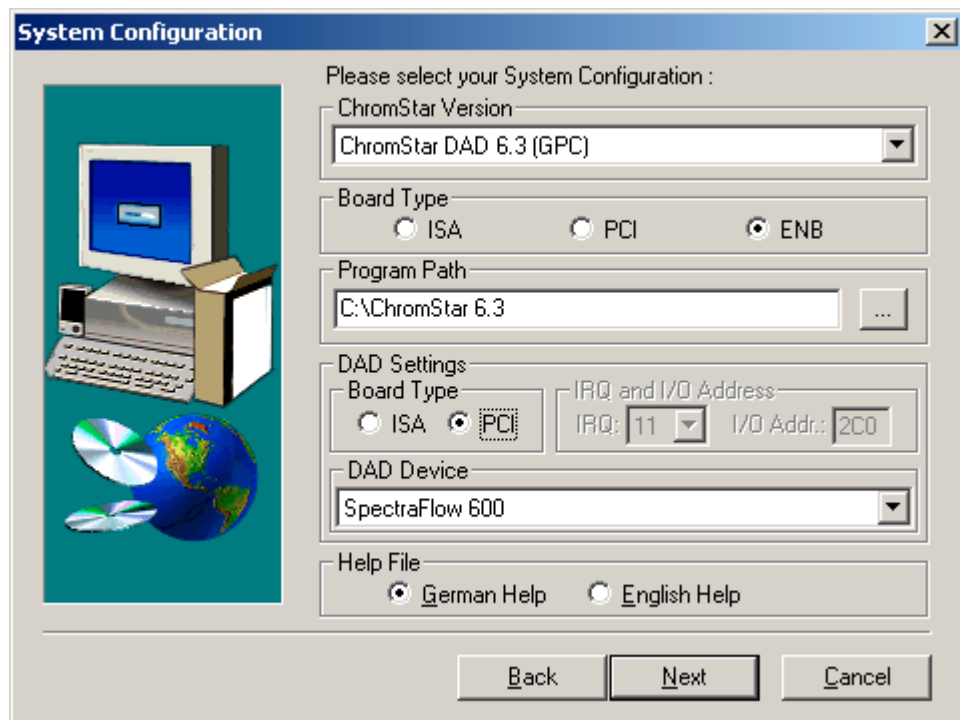 System Configuration
Please select your System Configuration :
ChromStar Version
ChromStar DAD 6.3 (GPC)
Board Type
ISA PCI ENB
Program Path
C:\ChromStar 6.3 ...
DAD Settings
Board Type IRQ and I/O Address
ISA PCI IRQ: 11 I/O Addr.: 2C0
DAD Device
SpectraFlow 600
Help File
German Help English Help
Back Next Cancel